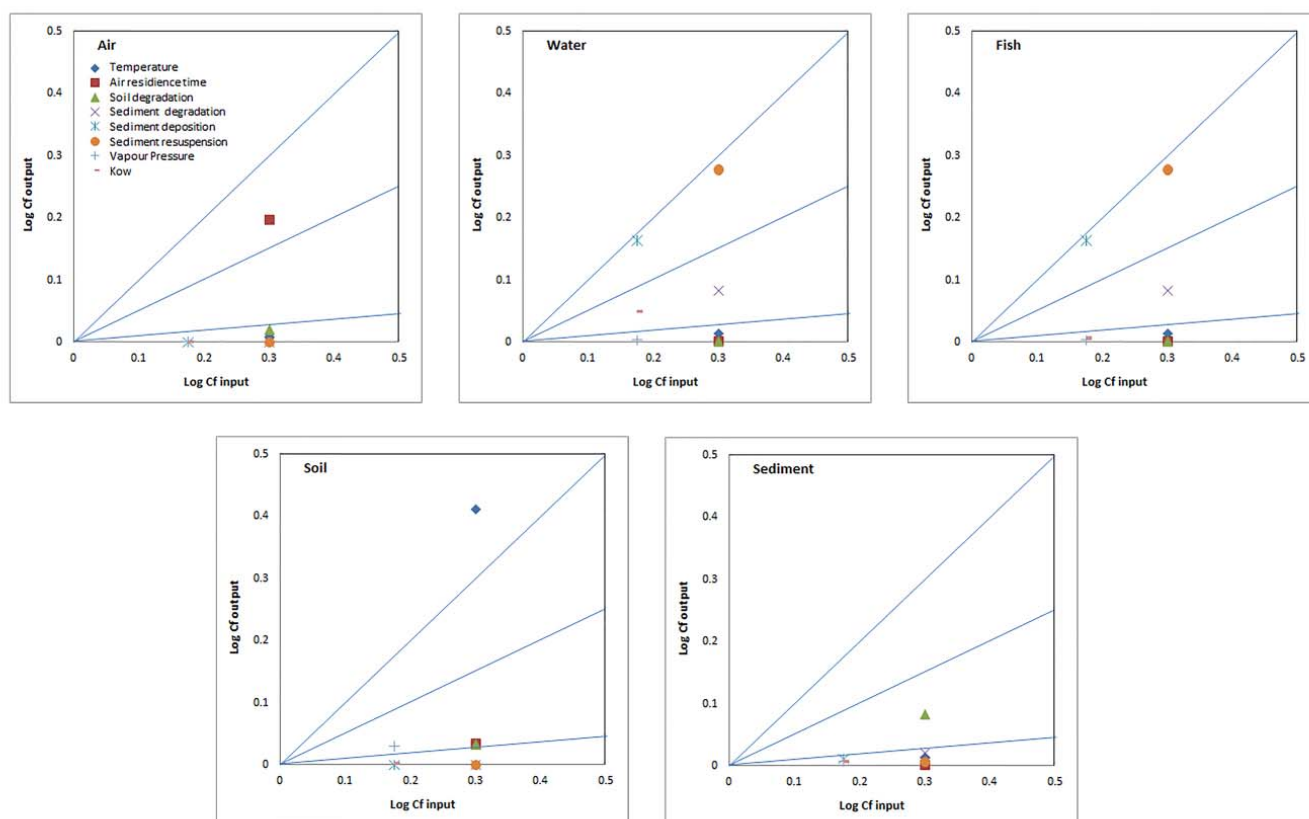 Air
Temperature
Air residience time
Soil degradation
Sediment degradation
Sediment deposition
Sediment resuspension
Vapour Pressure
Kow
0.5
0.4
0.3
0.2
0.1
0
Log Cf output
0 0.1 0.2 0.3 0.4 0.5
Log Cf input
Water
0.5
0.4
0.3
0.2
0.1
0
Log Cf output
0 0.1 0.2 0.3 0.4 0.5
Log Cf input
Fish
0.5
0.4
0.3
0.2
0.1
0
Log Cf output
0 0.1 0.2 0.3 0.4 0.5
Log Cf input
Soil
0.5
0.4
0.3
0.2
0.1
0
Log Cf output
0 0.1 0.2 0.3 0.4 0.5
Log Cf input
Sediment
0.5
0.4
0.3
0.2
0.1
0
Log Cf output
0 0.1 0.2 0.3 0.4 0.5
Log Cf input